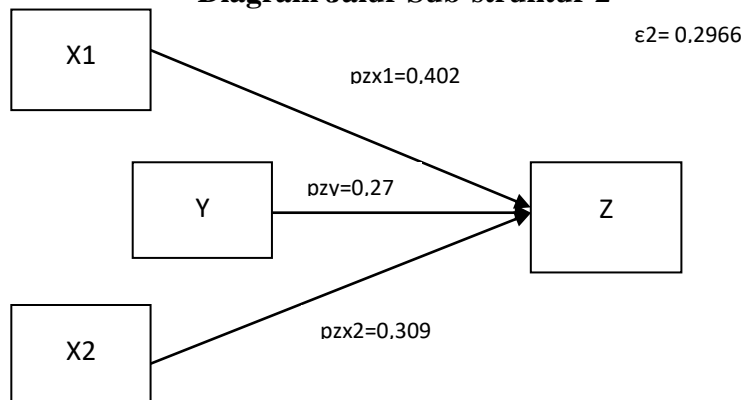 Diagram Jalur Sub-struktur 2
ε2= 0,2966
X1
pzx1=0,402
Y
pzy=0,27
Z
X2
pzx2=0,309